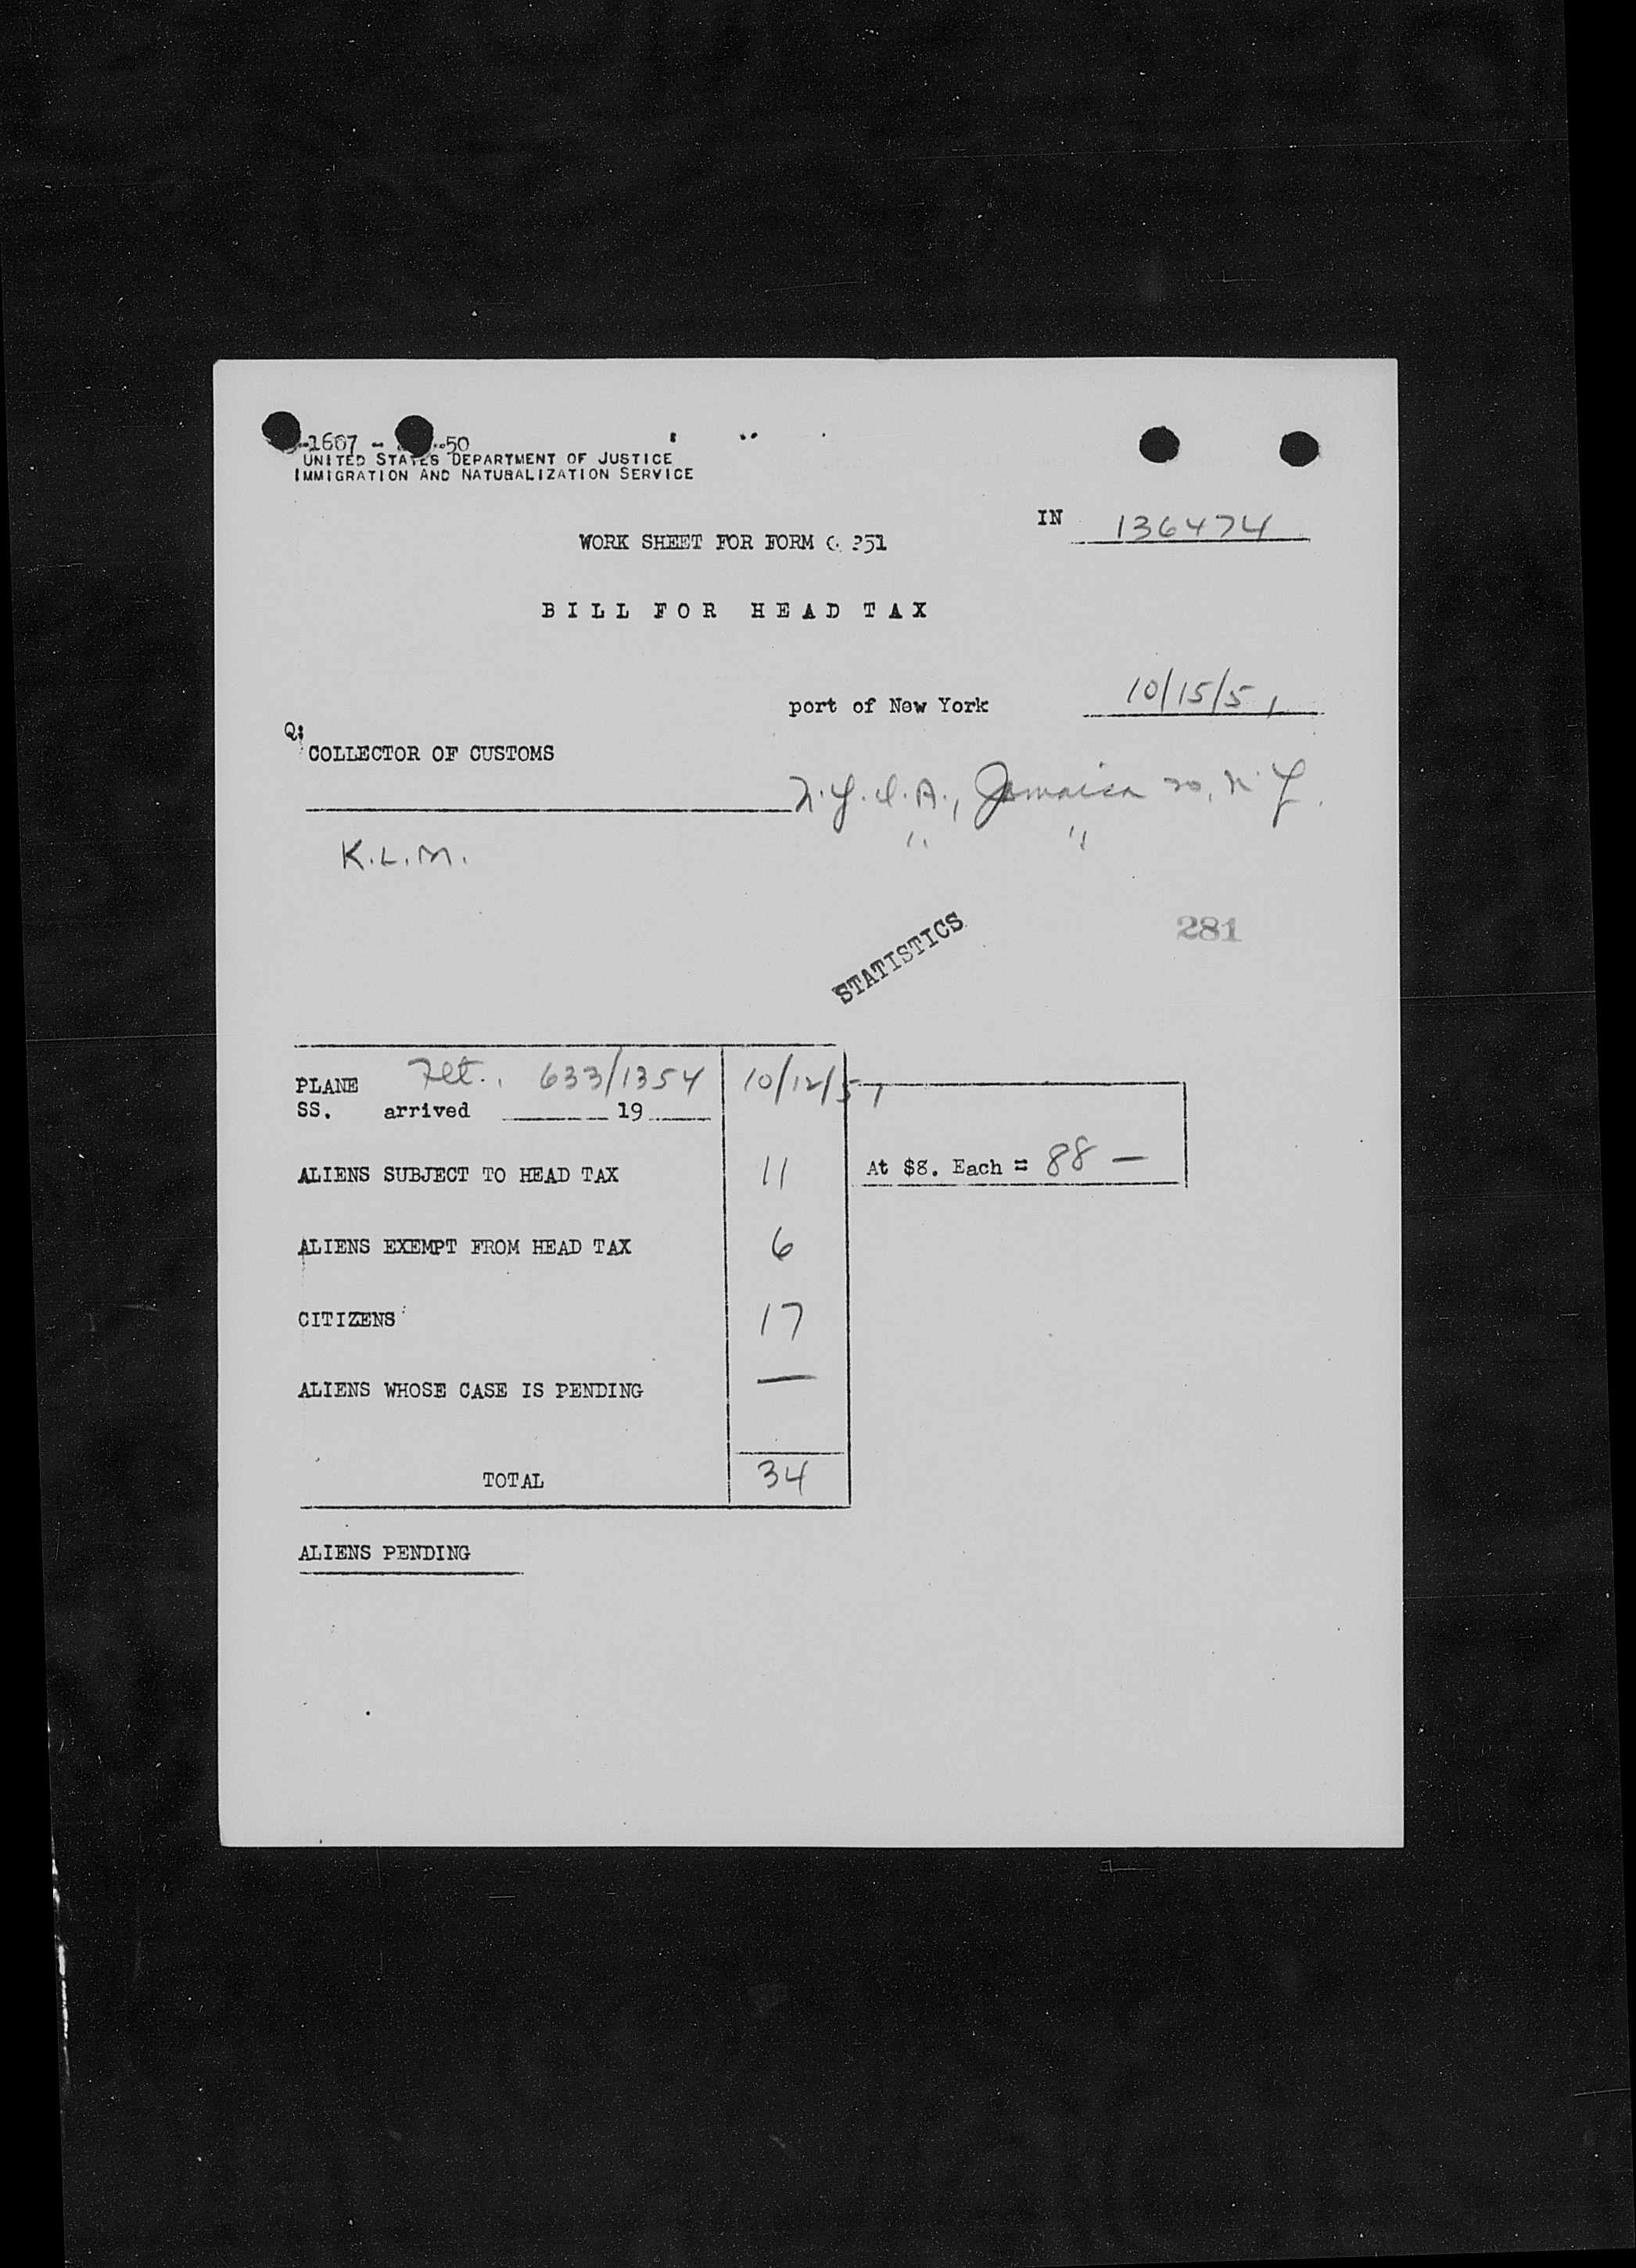 -1607 - -50
UNITED STATES DEPARTMENT OF JUSTICE
IMMIGRATION AND NATURALIZATION SERVICE
IN 136474
WORK SHEET FOR FORM G 351
BILL FOR HEAD TAX
port of New York 10/15/51
COLLECTOR OF CUSTOMS
N.Y.I.A., Jamaica 20, N.Y.
K.L.M. " "
281
STATISTICS
PLANE Flt. 633/1354 10/12/51
SS. arrived 19
ALIENS SUBJECT TO HEAD TAX 11 At $8. Each = 88 —
ALIENS EXEMPT FROM HEAD TAX 6
CITIZENS 17
ALIENS WHOSE CASE IS PENDING —
TOTAL 34
ALIENS PENDING